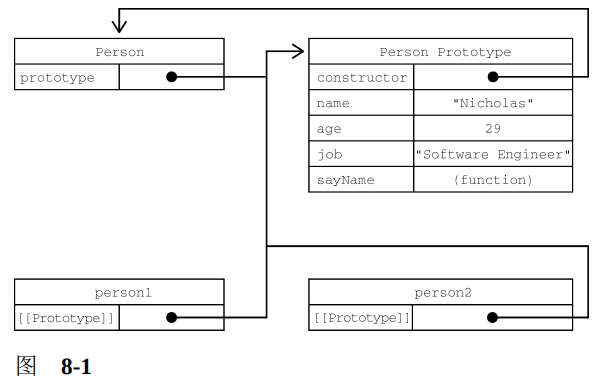 Person
prototype
Person Prototype
constructor
name "Nicholas"
age 29
job "Software Engineer"
sayName (function)
person1
[[Prototype]]
person2
[[Prototype]]
图 8-1